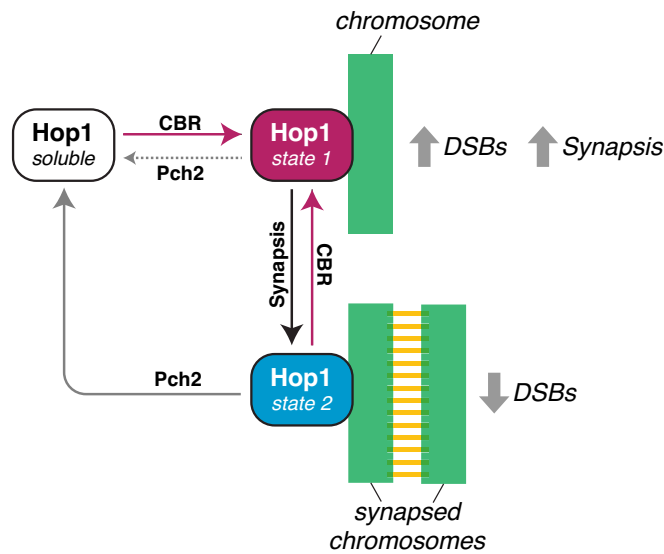 chromosome
Hop1
soluble
CBR
Pch2
Hop1
state 1
DSBs
Synapsis
Synapsis
CBR
Pch2
Hop1
state 2
DSBs
synapsed
chromosomes